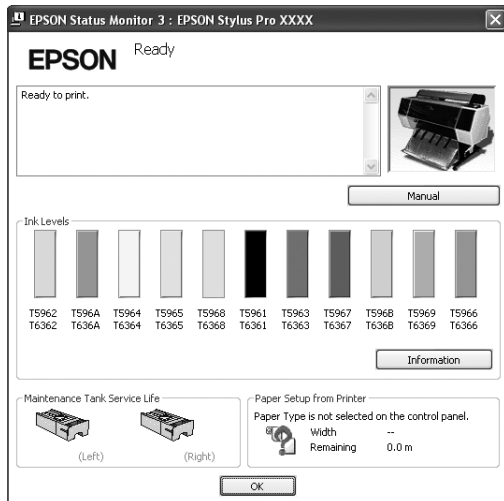 EPSON Status Monitor 3 : EPSON Stylus Pro XXXX
EPSON
Ready
Ready to print.
Manual
Ink Levels
T5962 T596A T5964 T5965 T5968 T5961 T5963 T5967 T596B T5969 T5966
T6362 T636A T6364 T6365 T6368 T6361 T6363 T6367 T636B T6369 T6366
Information
Maintenance Tank Service Life
(Left) (Right)
Paper Setup from Printer
Paper Type is not selected on the control panel.
Width --
Remaining 0.0 m
OK